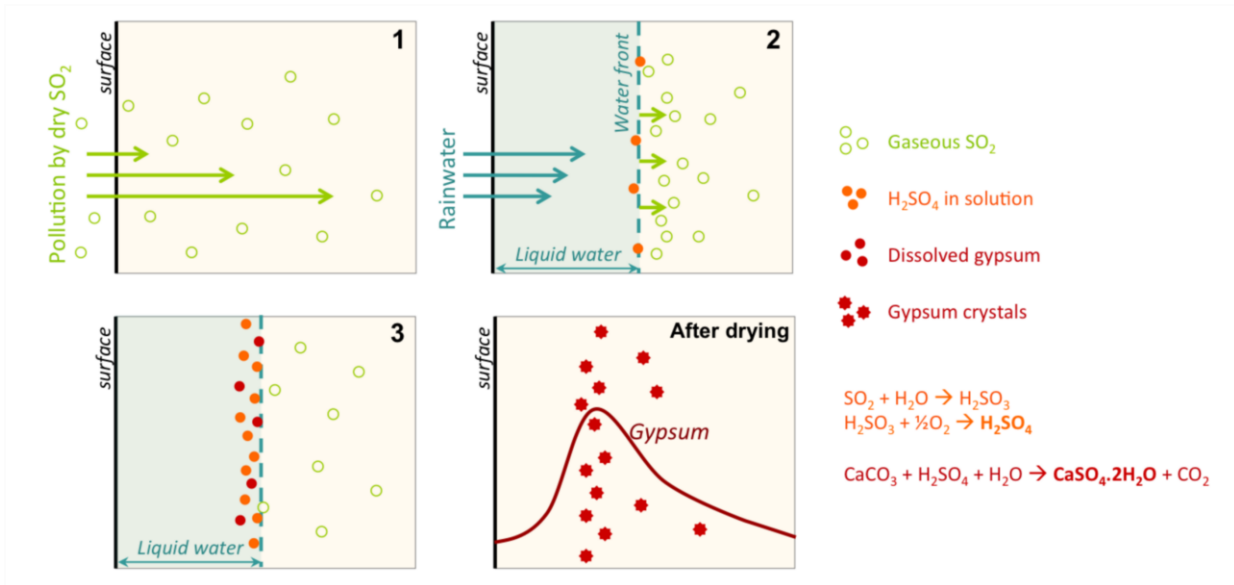 1
surface
Pollution by dry SO₂
2
surface
Water front
Rainwater
Liquid water
Gaseous SO₂
H₂SO₄ in solution
Dissolved gypsum
Gypsum crystals
3
surface
Liquid water
After drying
surface
Gypsum
SO₂ + H₂O → H₂SO₃
H₂SO₃ + ½O₂ → H₂SO₄
CaCO₃ + H₂SO₄ + H₂O → CaSO₄.2H₂O + CO₂